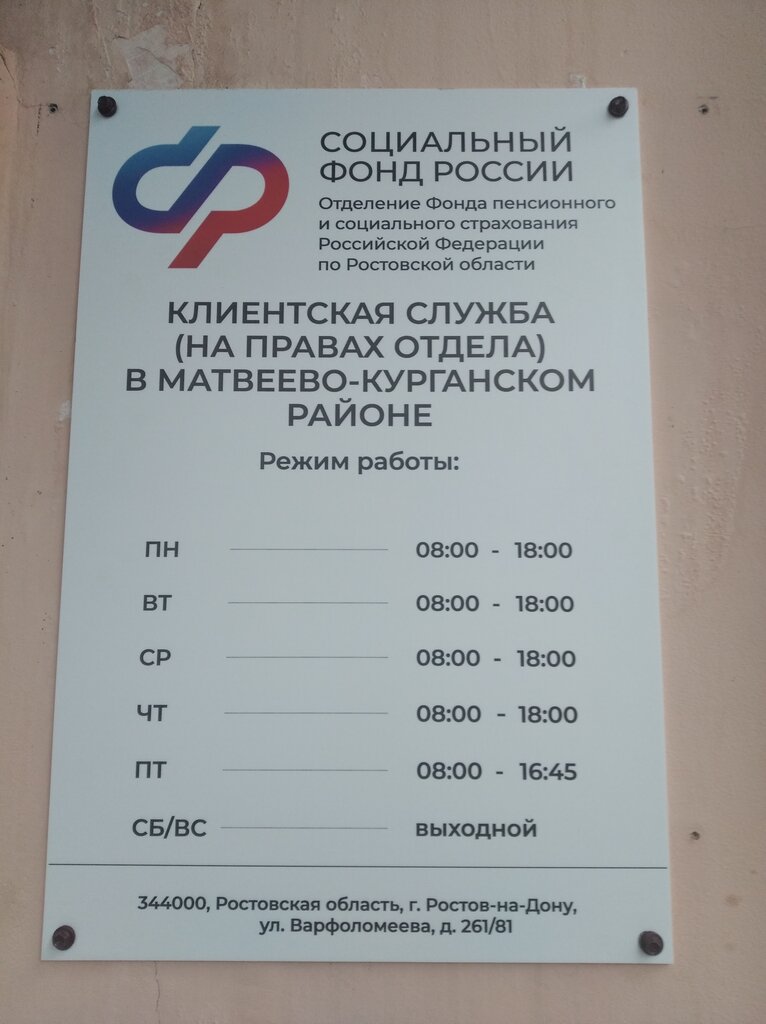 СОЦИАЛЬНЫЙ
ФОНД РОССИИ
Отделение Фонда пенсионного
и социального страхования
Российской Федерации
по Ростовской области
КЛИЕНТСКАЯ СЛУЖБА
(НА ПРАВАХ ОТДЕЛА)
В МАТВЕЕВО-КУРГАНСКОМ
РАЙОНЕ
Режим работы:
ПН 08:00 - 18:00
ВТ 08:00 - 18:00
СР 08:00 - 18:00
ЧТ 08:00 - 18:00
ПТ 08:00 - 16:45
СБ/ВС выходной
344000, Ростовская область, г. Ростов-на-Дону,
ул. Варфоломеева, д. 261/81